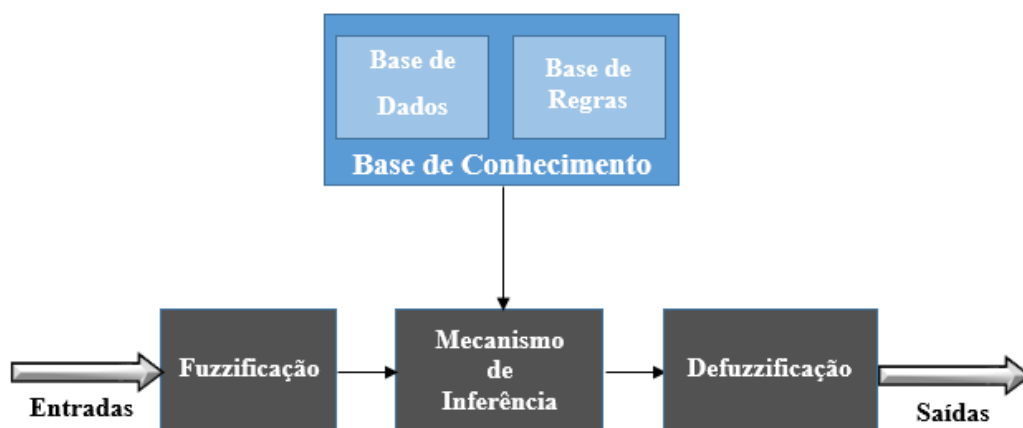 Base de
Dados
Base de
Regras
Base de Conhecimento
Fuzzificação
Mecanismo
de
Inferência
Defuzzificação
Entradas
Saídas